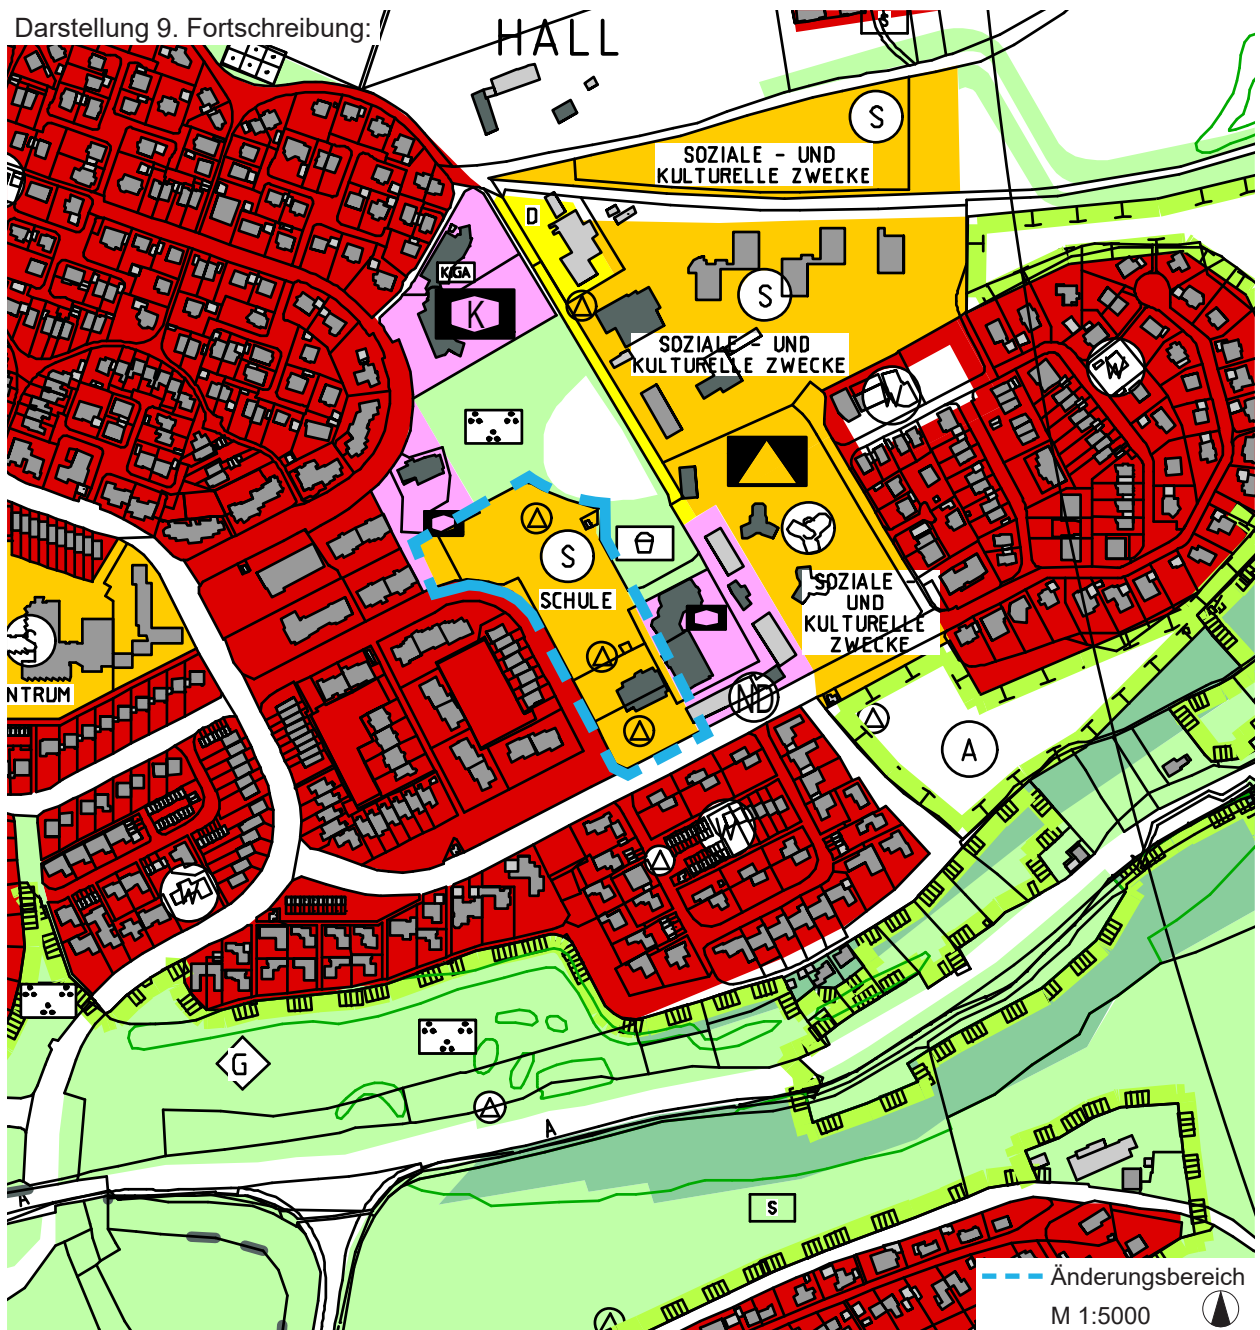 Darstellung 9. Fortschreibung:
HALL
S
S
SOZIALE - UND
KULTURELLE ZWECKE
D
KIGA
K
S
SOZIALE - UND
KULTURELLE ZWECKE
W
S
S
SCHULE
SOZIALE -
UND
KULTURELLE
ZWECKE
S
NTRUM
ND
A
W
W
G
A
A
S
Änderungsbereich
M 1:5000